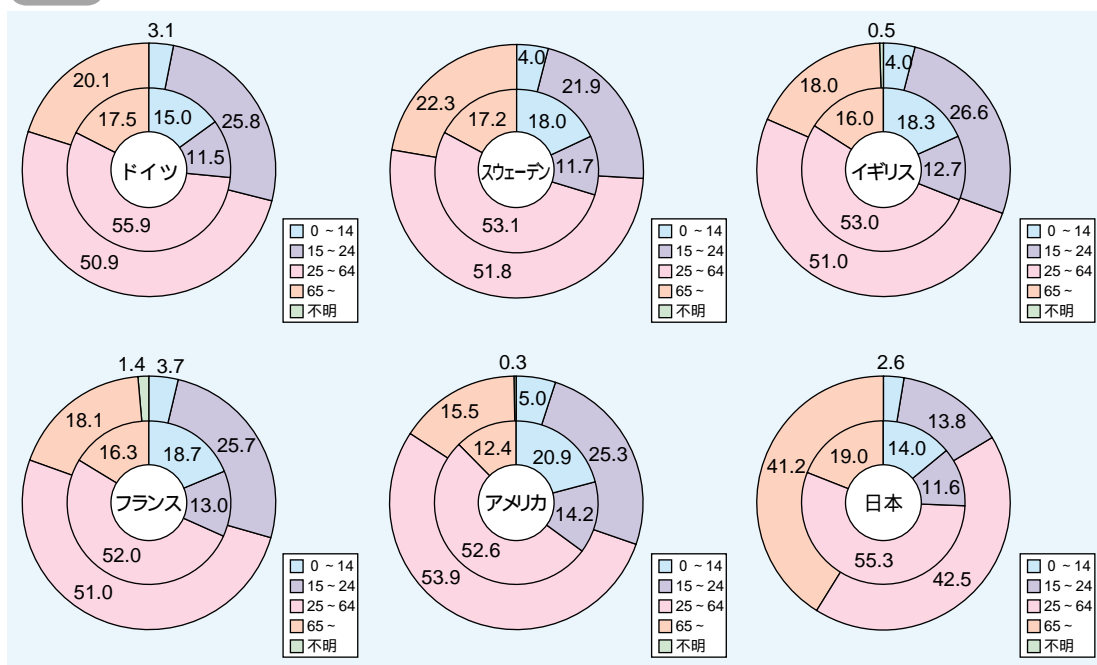 3.1
20.1
25.8
17.5
15.0
11.5
ドイツ
55.9
50.9
0 ~ 14
15 ~ 24
25 ~ 64
65 ~
不明
4.0
21.9
22.3
17.2
18.0
11.7
スウェーデン
53.1
51.8
0 ~ 14
15 ~ 24
25 ~ 64
65 ~
不明
0.5
4.0
18.0
26.6
16.0
18.3
12.7
イギリス
53.0
51.0
0 ~ 14
15 ~ 24
25 ~ 64
65 ~
不明
1.4
3.7
18.1
25.7
16.3
18.7
13.0
フランス
52.0
51.0
0 ~ 14
15 ~ 24
25 ~ 64
65 ~
不明
0.3
5.0
15.5
25.3
12.4
20.9
14.2
アメリカ
52.6
53.9
0 ~ 14
15 ~ 24
25 ~ 64
65 ~
不明
2.6
13.8
41.2
19.0
14.0
11.6
日本
55.3
42.5
0 ~ 14
15 ~ 24
25 ~ 64
65 ~
不明